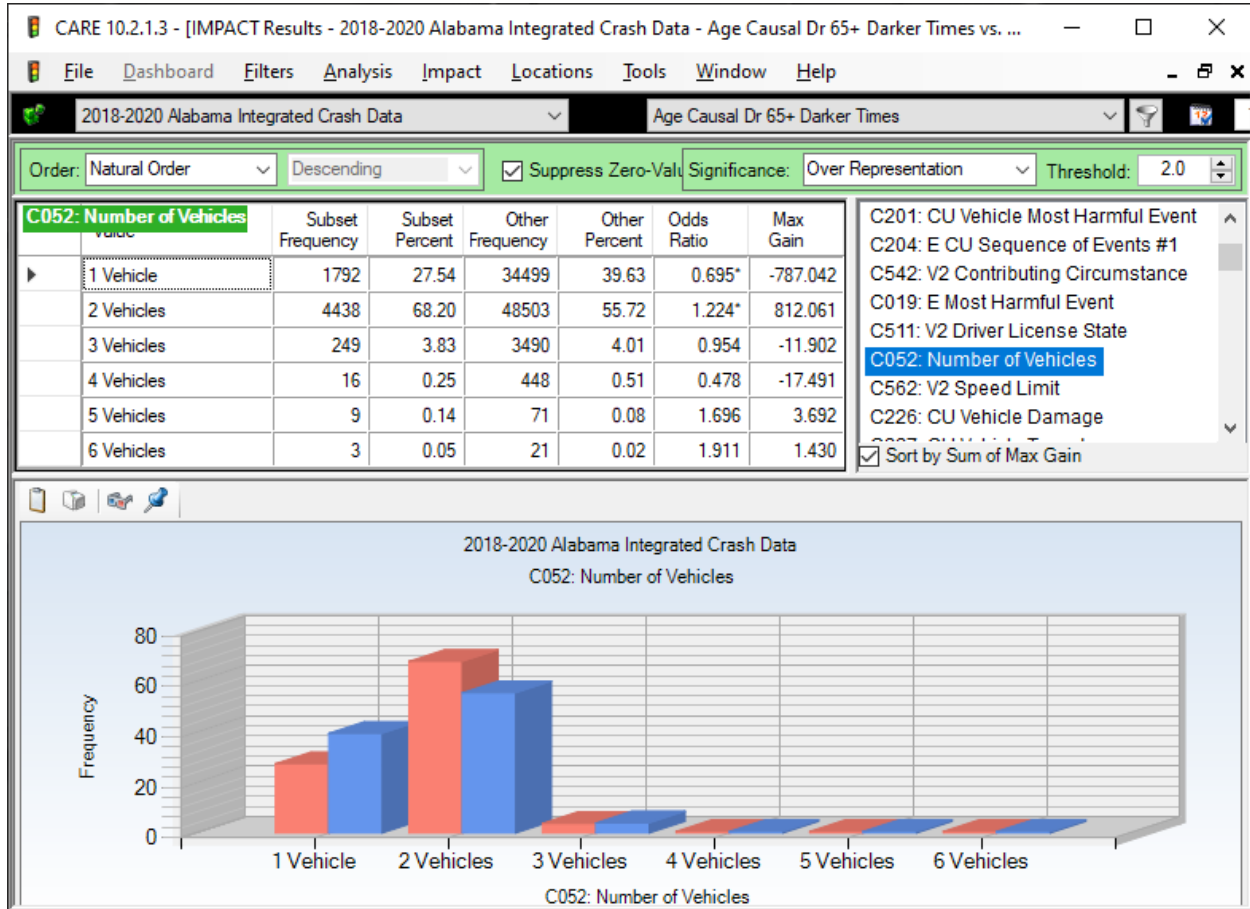 CARE 10.2.1.3 - [IMPACT Results - 2018-2020 Alabama Integrated Crash Data - Age Causal Dr 65+ Darker Times vs. ...
File Dashboard Filters Analysis Impact Locations Tools Window Help
2018-2020 Alabama Integrated Crash Data Age Causal Dr 65+ Darker Times
Order: Natural Order Descending Suppress Zero-Valu Significance: Over Representation Threshold: 2.0
C052: Number of Vehicles Subset Frequency Subset Percent Other Frequency Other Percent Odds Ratio Max Gain
1 Vehicle 1792 27.54 34499 39.63 0.695* -787.042
2 Vehicles 4438 68.20 48503 55.72 1.224* 812.061
3 Vehicles 249 3.83 3490 4.01 0.954 -11.902
4 Vehicles 16 0.25 448 0.51 0.478 -17.491
5 Vehicles 9 0.14 71 0.08 1.696 3.692
6 Vehicles 3 0.05 21 0.02 1.911 1.430
C201: CU Vehicle Most Harmful Event
C204: E CU Sequence of Events #1
C542: V2 Contributing Circumstance
C019: E Most Harmful Event
C511: V2 Driver License State
C052: Number of Vehicles
C562: V2 Speed Limit
C226: CU Vehicle Damage
Sort by Sum of Max Gain
2018-2020 Alabama Integrated Crash Data
C052: Number of Vehicles
Frequency
80
60
40
20
0
1 Vehicle 2 Vehicles 3 Vehicles 4 Vehicles 5 Vehicles 6 Vehicles
C052: Number of Vehicles